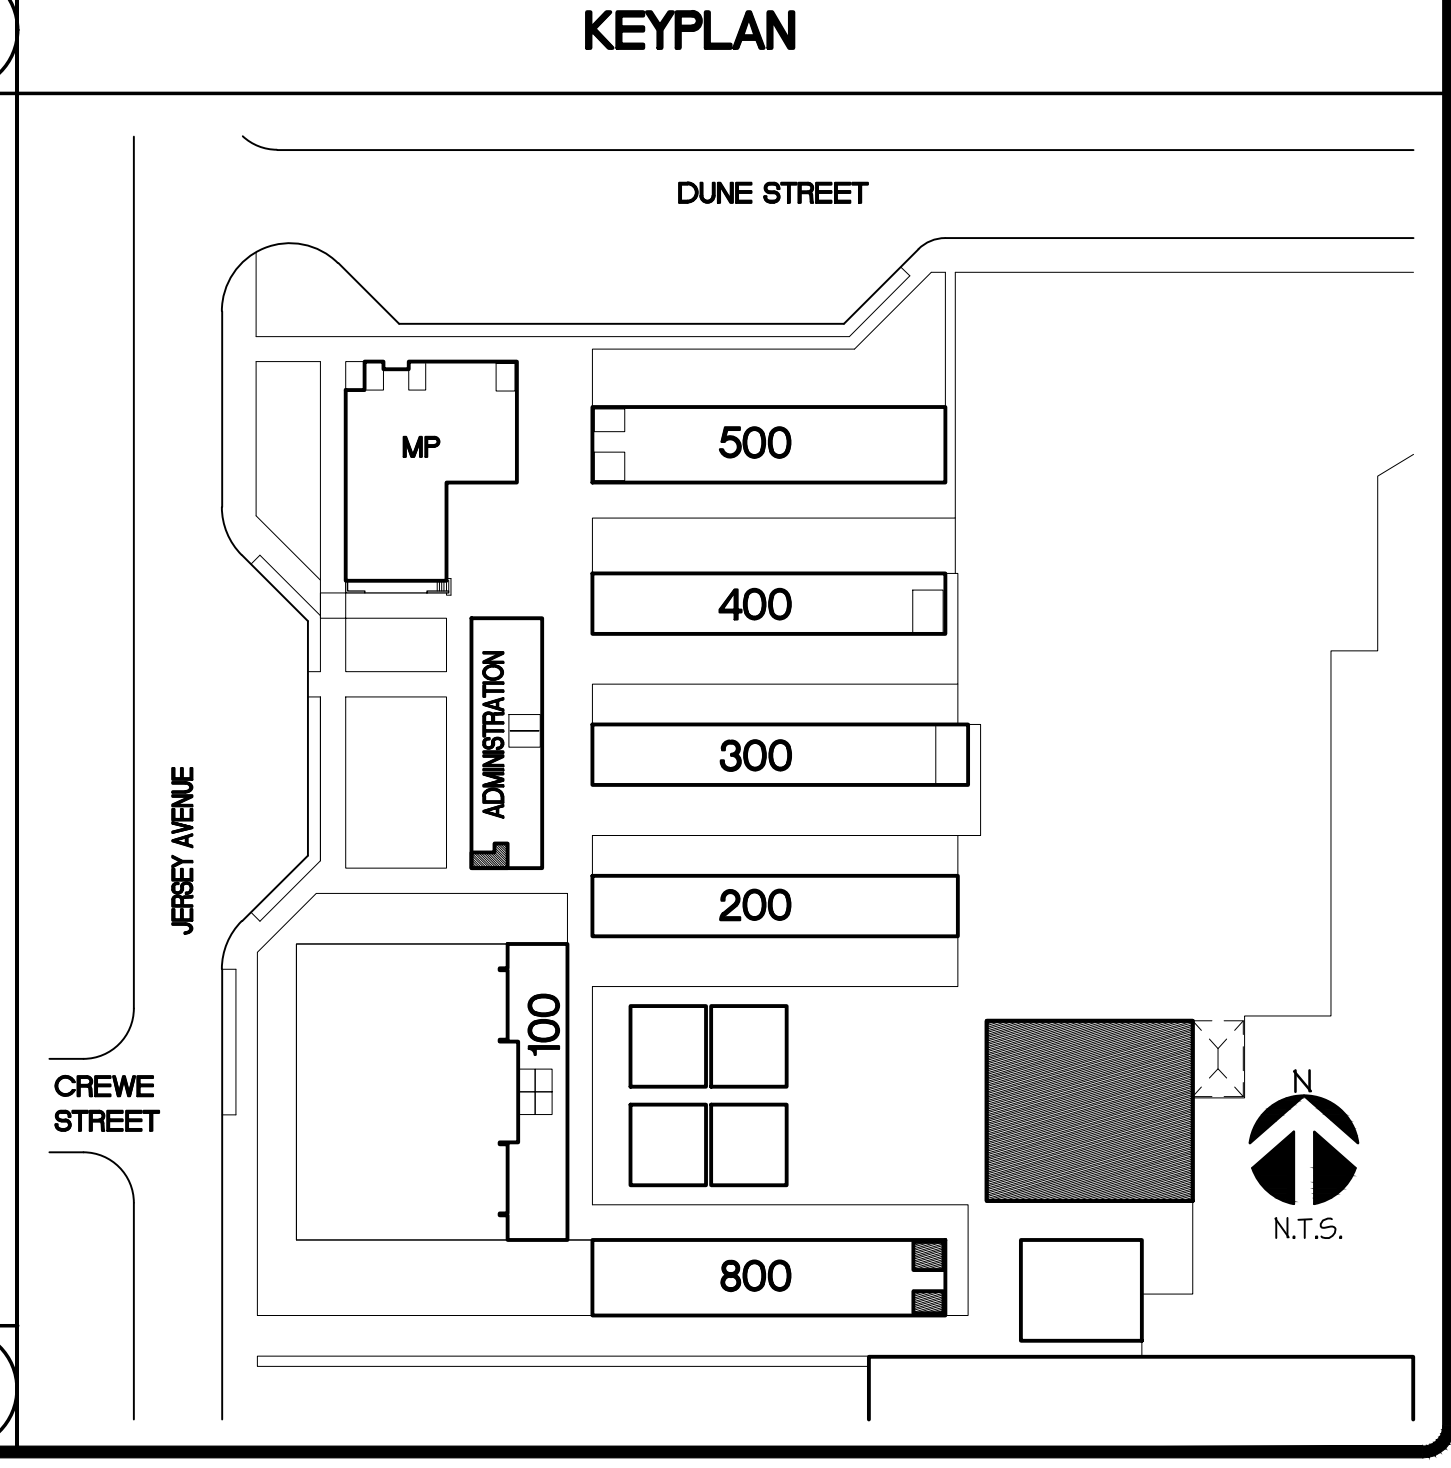 KEYPLAN
DUNE STREET
MP
500
400
ADMINISTRATION
300
JERSEY AVENUE
200
100
CREWE
STREET
N
N.T.S.
800